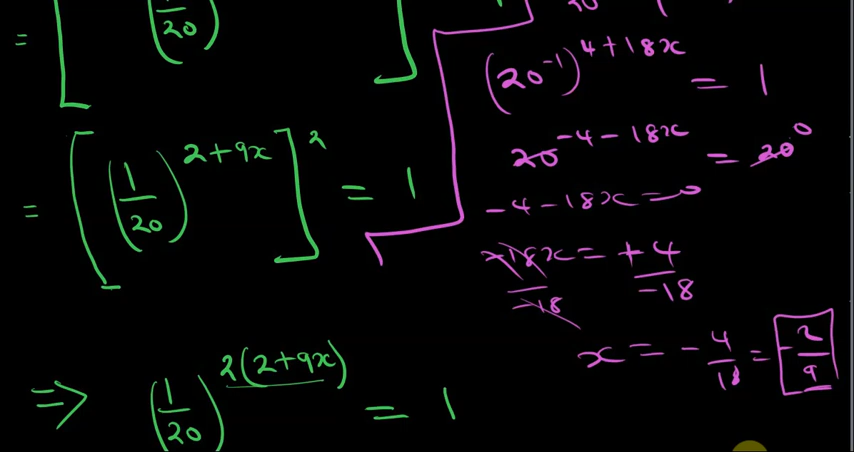 = [ (1/20)
= [ (1/20)^(2+9x) ]^2 = 1
=> (1/20)^(2(2+9x)) = 1
20
(20^-1)^(4+18x) = 1
20^(-4-18x) = 20^0
-4-18x = 0
-18x/-18 = +4/-18
x = -4/18 = -2/9